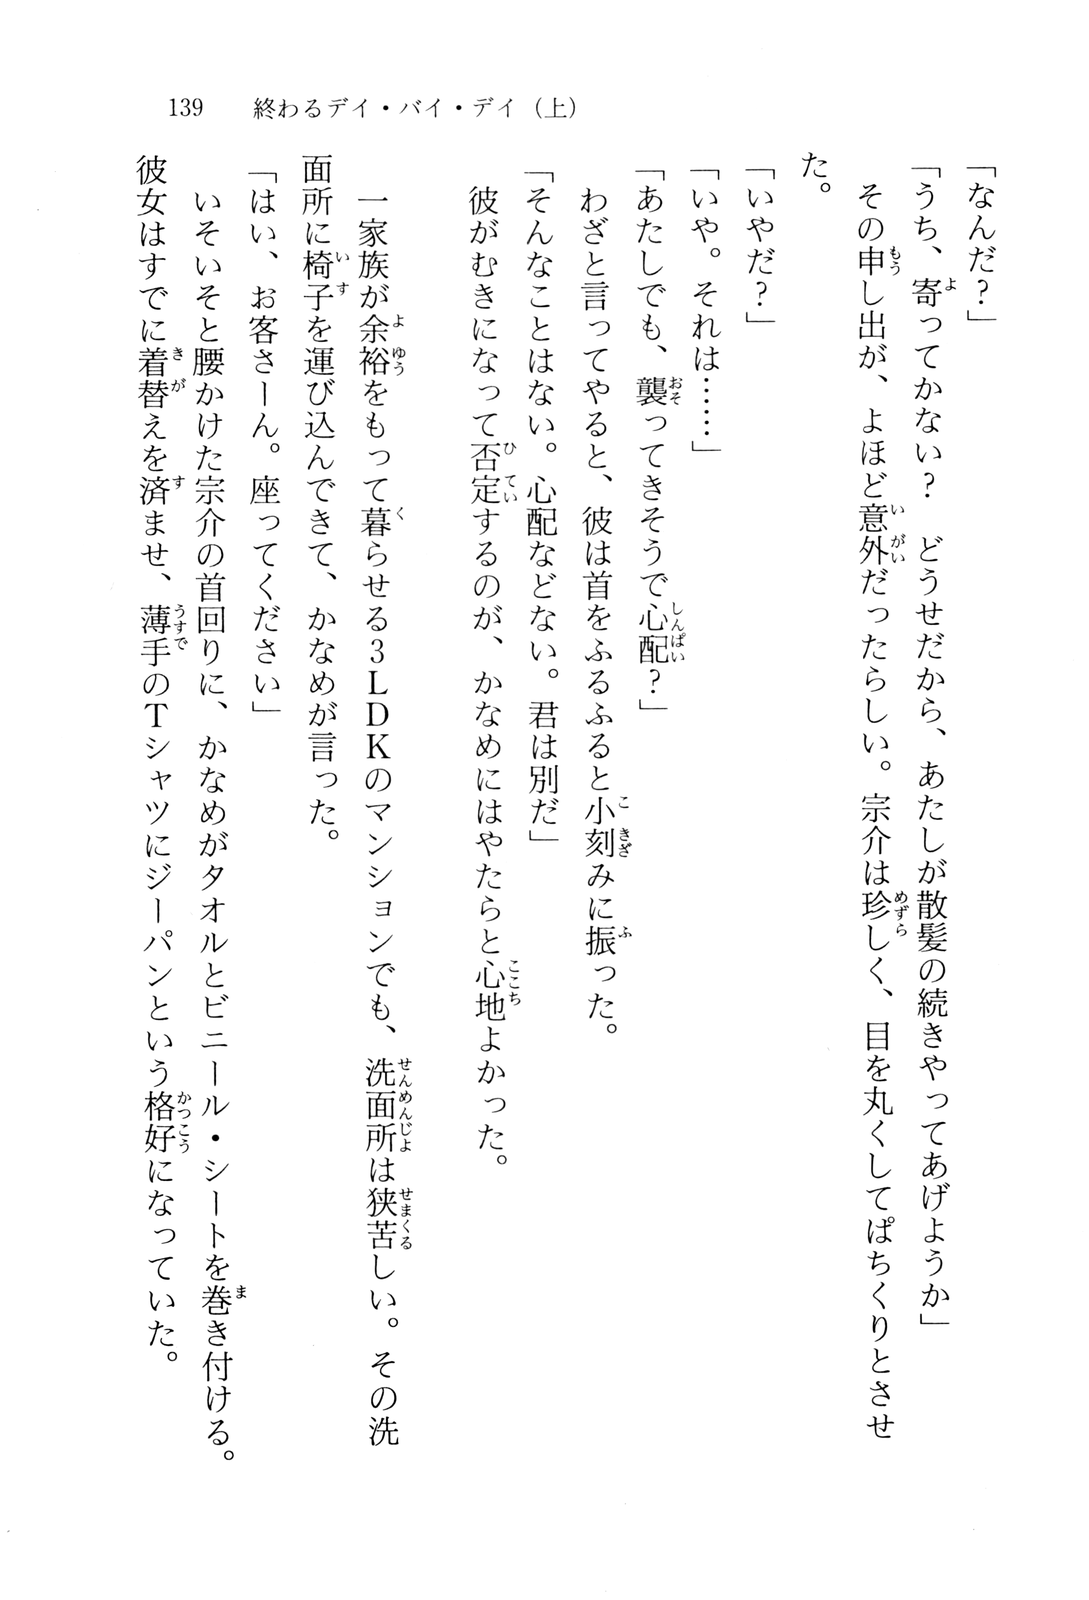 139　終わるデイ・バイ・デイ（上）
「なんだ？」
「うち、寄ってかない？　どうせだから、あたしが散髪の続きやってあげようか」
　その申し出が、よほど意外だったらしい。宗介は珍しく、目を丸くしてぱちくりとさせ
た。
「いやだ？」
「いや。それは……」
「あたしでも、襲ってきそうで心配？」
　わざと言ってやると、彼は首をふるふると小刻みに振った。
「そんなことはない。心配などない。君は別だ」
　彼がむきになって否定するのが、かなめにはやたらと心地よかった。
　一家族が余裕をもって暮らせる3LDKのマンションでも、洗面所は狭苦しい。その洗
面所に椅子を運び込んできて、かなめが言った。
「はい、お客さーん。座ってください」
　いそいそと腰かけた宗介の首回りに、かなめがタオルとビニール・シートを巻き付ける。
彼女はすでに着替えを済ませ、薄手のTシャツにジーパンという格好になっていた。